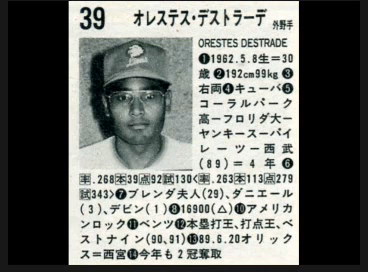 39 オレステス・デストラーデ 外野手
ORESTES DESTRADE
❶1962.5.8生=30
歳❷192cm99kg❸
右両❹キューバ❺
コーラルパーク
高ーフロリダ大ー
ヤンキースーパイ
レーツー西武
(89)=4年❻
率.268本39点92試130<率.263本113点279
試343>❼ブレンダ夫人(29)、ダニエール
(3)、デビン(1)❽16900(△)❿アメリカ
ンロック⓫ベンツ⓬本塁打王、打点王、ベ
ストナイン(90、91)⓭89.6.20オリック
ス=西宮⓮今年も2冠奪取